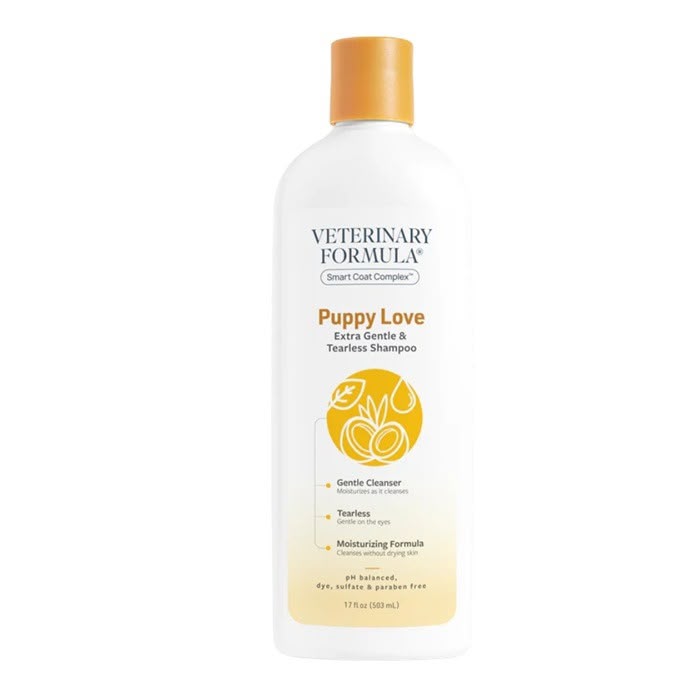 VETERINARY
FORMULA®
Smart Coat Complex™
Puppy Love
Extra Gentle &
Tearless Shampoo
Gentle Cleanser
Moisturizes as it cleanses
Tearless
Gentle on the eyes
Moisturizing Formula
Cleanses without drying skin
pH balanced,
dye, sulfate & paraben free
17 fl oz (503 mL)